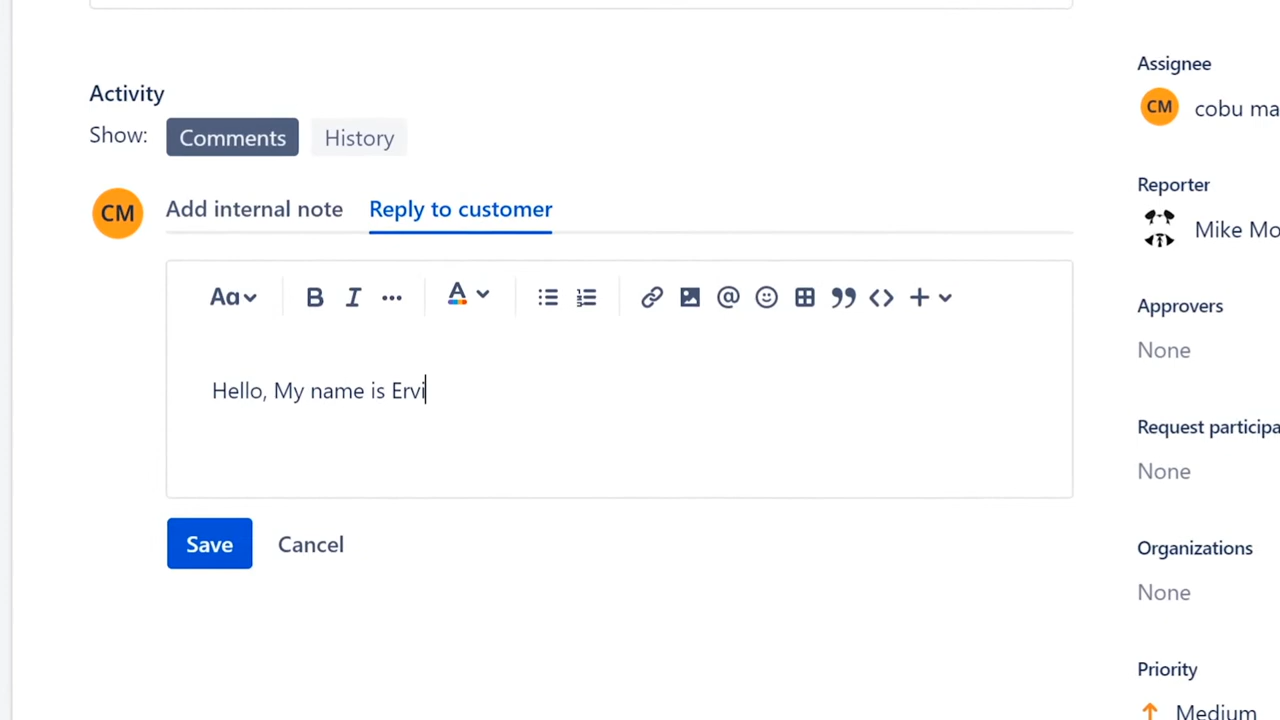 Activity
Show: Comments History
CM Add internal note Reply to customer
Aa B I A @
Hello, My name is Ervi
Save Cancel
Assignee
CM cobu ma
Reporter
Mike Mo
Approvers
None
Request participa
None
Organizations
None
Priority
Medium